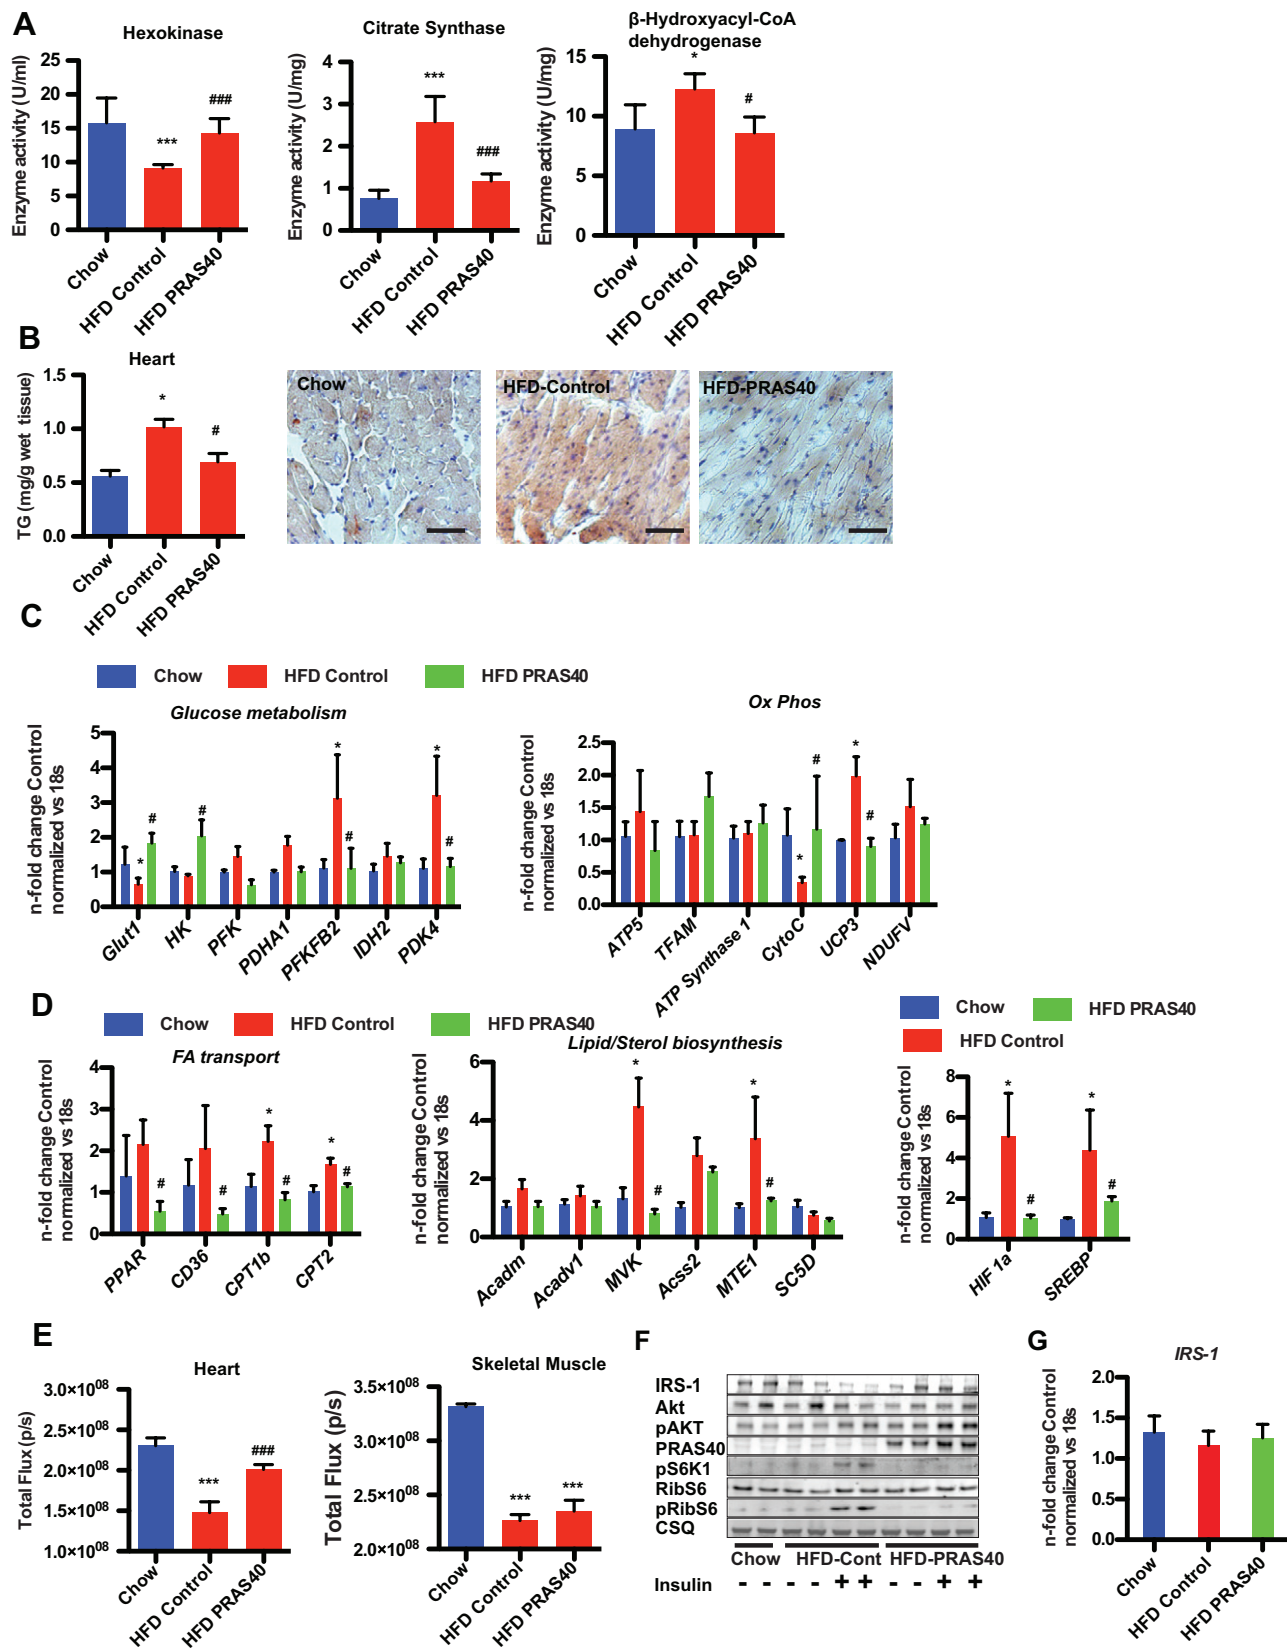 A
Hexokinase
Enzyme activity (U/ml)
25
20
15
10
5
0
***
###
Chow
HFD Control
HFD PRAS40
Citrate Synthase
Enzyme activity (U/mg)
4
3
2
1
0
***
###
Chow
HFD Control
HFD PRAS40
β-Hydroxyacyl-CoA
dehydrogenase
Enzyme activity (U/mg)
15
10
5
0
*
#
Chow
HFD Control
HFD PRAS40
B
Heart
TG (mg/g wet tissue)
1.5
1.0
0.5
0.0
*
#
Chow
HFD Control
HFD PRAS40
Chow
HFD-Control
HFD-PRAS40
C
Chow
HFD Control
HFD PRAS40
Glucose metabolism
n-fold change Control
normalized vs 18s
5
4
3
2
1
0
*
#
#
*
#
*
#
Glut1
HK
PFK
PDHA1
PFKFB2
IDH2
PDK4
Ox Phos
n-fold change Control
normalized vs 18s
2.5
2.0
1.5
1.0
0.5
0.0
*
#
*
#
ATP5
TFAM
ATP Synthase 1
CytoC
UCP3
NDUFV
D
Chow
HFD Control
HFD PRAS40
FA transport
n-fold change Control
normalized vs 18s
4
3
2
1
0
#
#
*
#
*
#
PPAR
CD36
CPT1b
CPT2
Lipid/Sterol biosynthesis
n-fold change Control
normalized vs 18s
6
4
2
0
*
#
*
#
Acadm
Acadv1
MVK
Acss2
MTE1
SC5D
Chow
HFD PRAS40
HFD Control
n-fold change Control
normalized vs 18s
8
6
4
2
0
*
#
*
#
HIF1a
SREBP
E
Heart
Total Flux (p/s)
3.0×10⁰⁸
2.5×10⁰⁸
2.0×10⁰⁸
1.5×10⁰⁸
1.0×10⁰⁸
***
###
Chow
HFD Control
HFD PRAS40
Skeletal Muscle
Total Flux (p/s)
3.5×10⁰⁸
3.0×10⁰⁸
2.5×10⁰⁸
2.0×10⁰⁸
***
***
Chow
HFD Control
HFD PRAS40
F
IRS-1
Akt
pAKT
PRAS40
pS6K1
RibS6
pRibS6
CSQ
Chow HFD-Cont HFD-PRAS40
Insulin - - - - + + - - + +
G
IRS-1
n-fold change Control
normalized vs 18s
2.0
1.5
1.0
0.5
0.0
Chow
HFD Control
HFD PRAS40